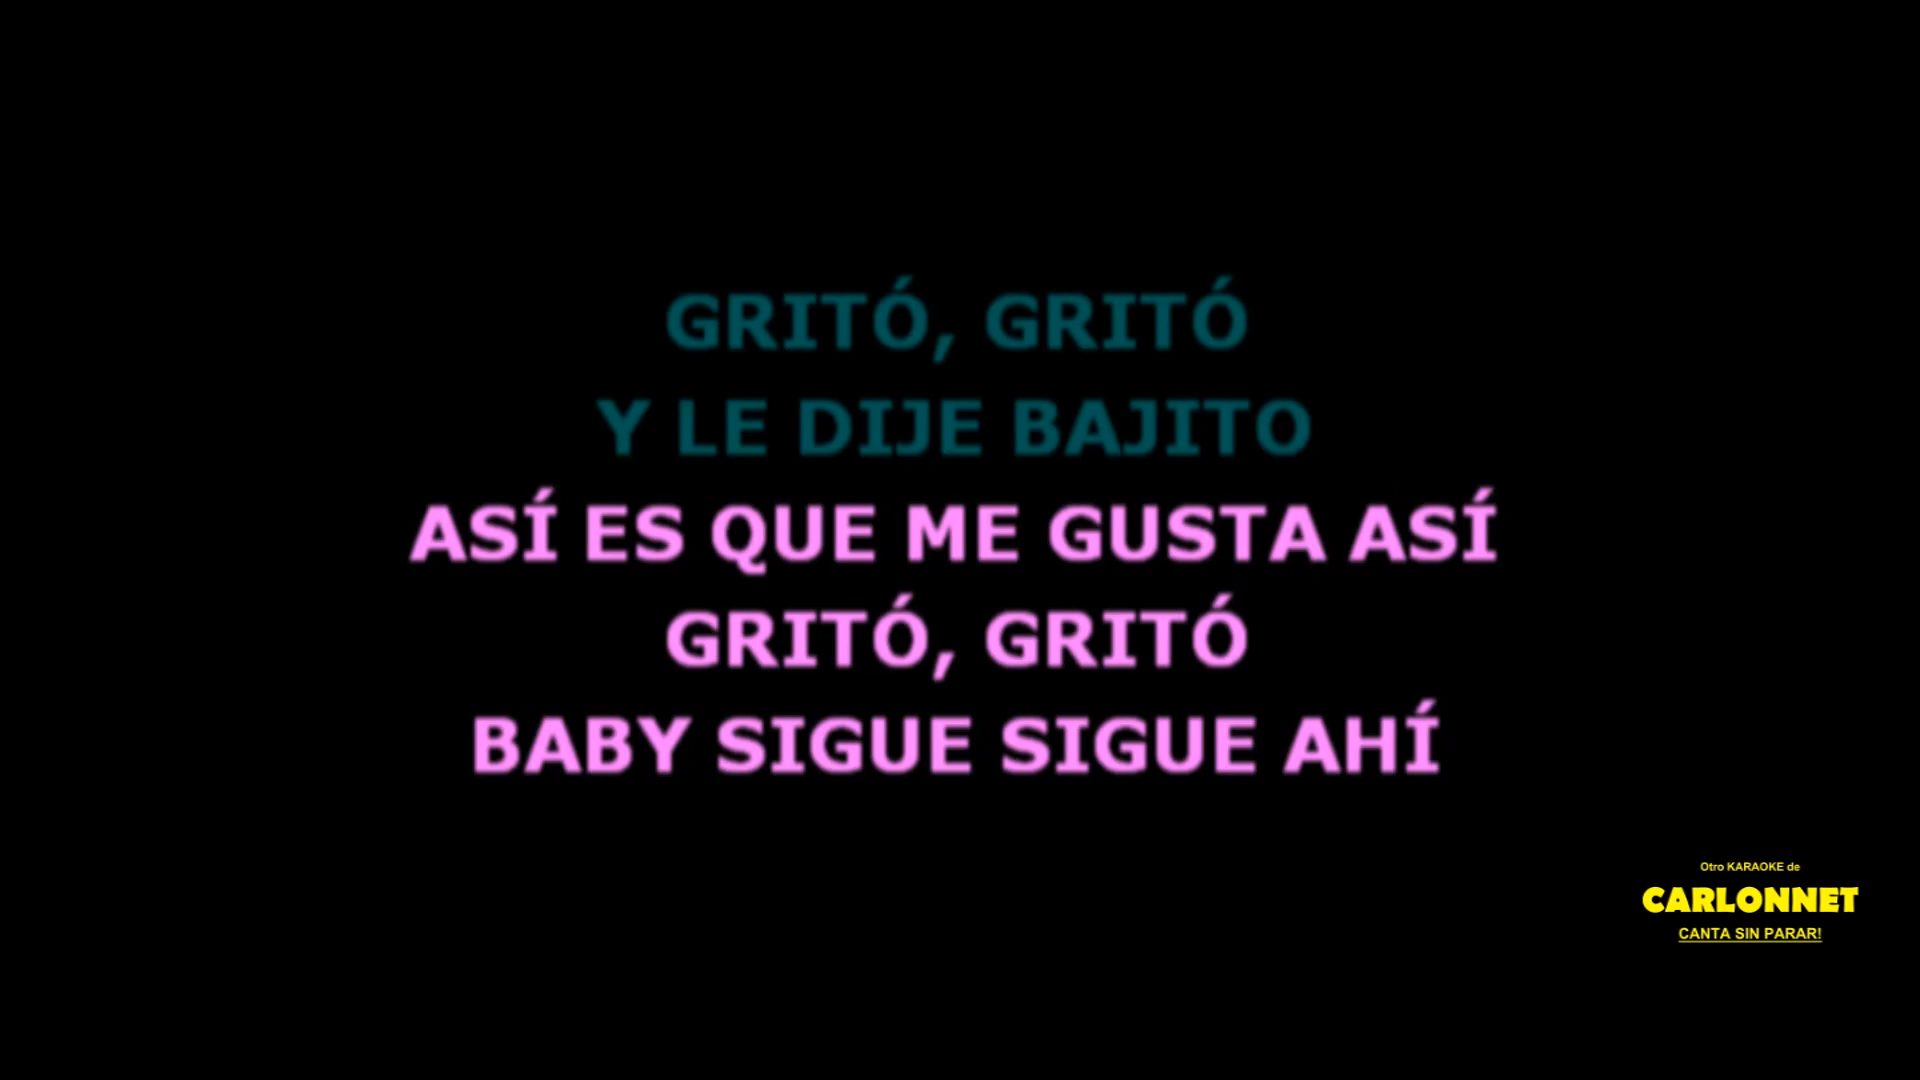 GRITÓ, GRITÓ
Y LE DIJE BAJITO
ASÍ ES QUE ME GUSTA ASÍ
GRITÓ, GRITÓ
BABY SIGUE SIGUE AHÍ
Otro KARAOKE de
CARLONNET
CANTA SIN PARAR!